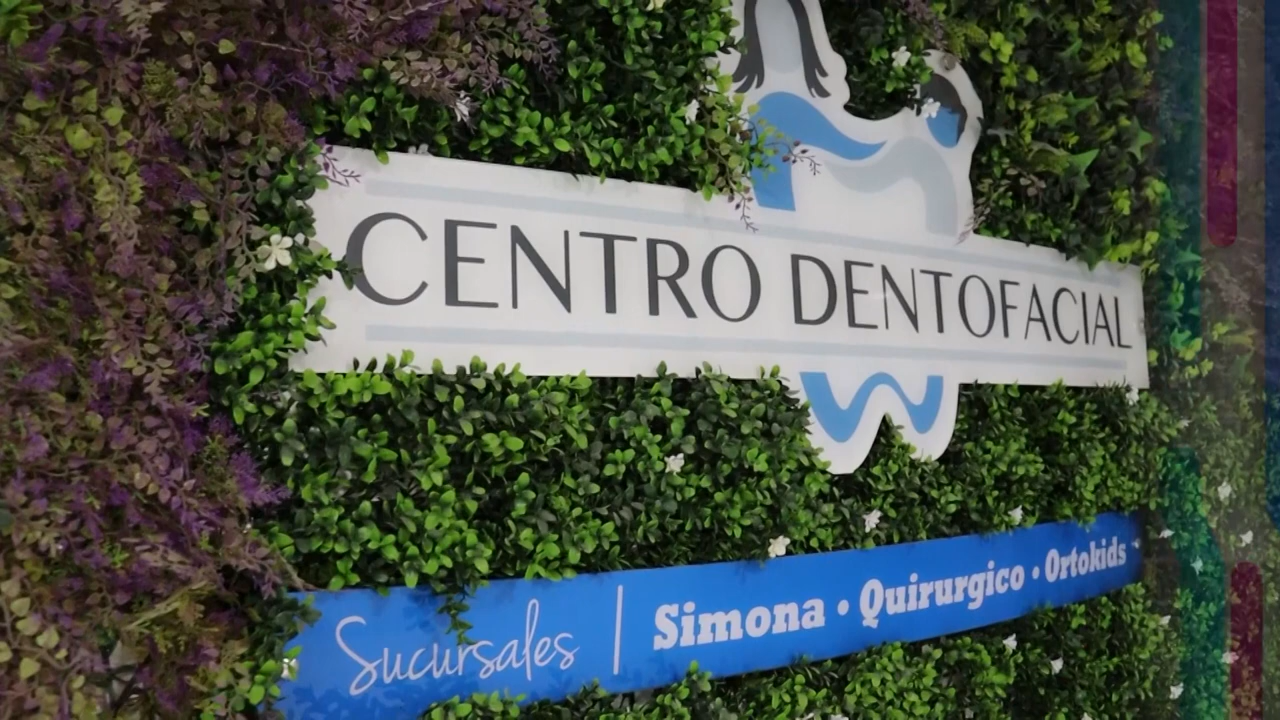 CENTRO DENTOFACIAL
Sucursales | Simona • Quirurgico • Ortokids